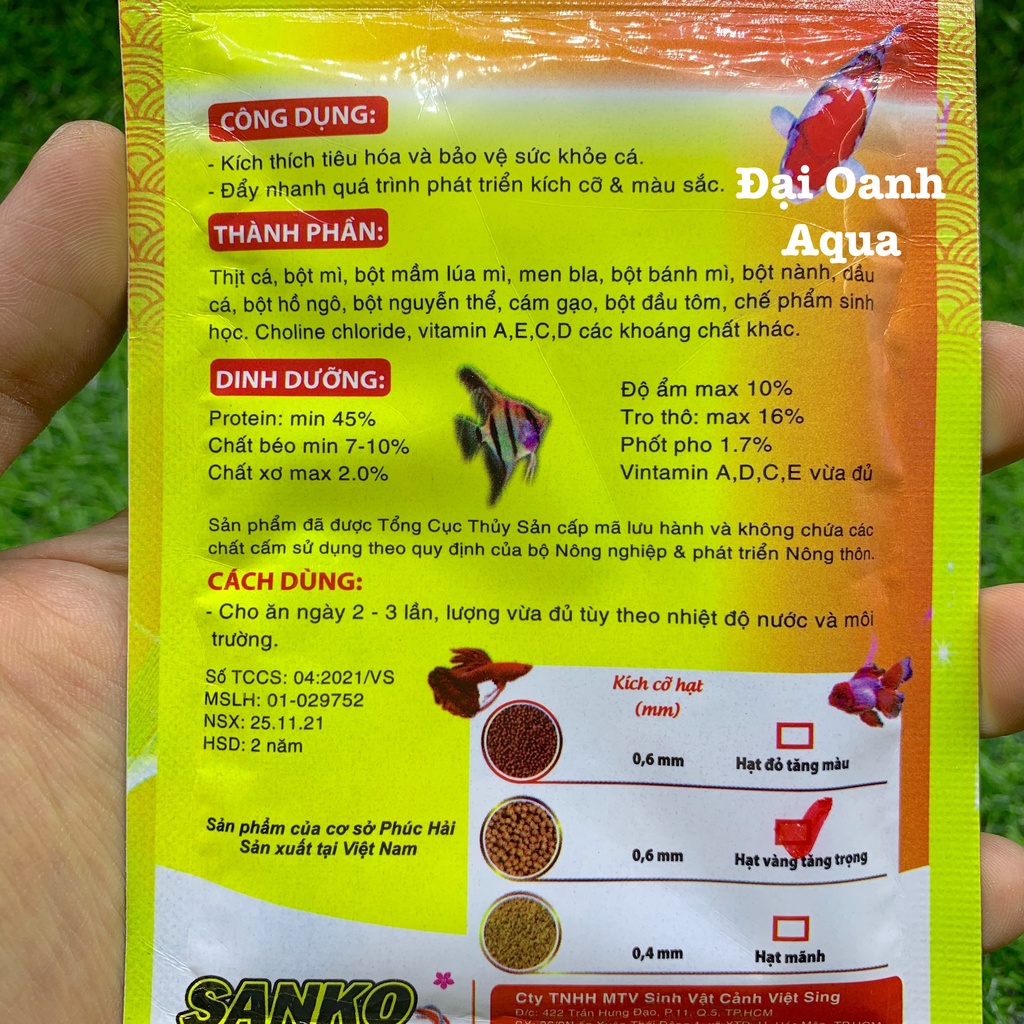 CÔNG DỤNG:
- Kích thích tiêu hóa và bảo vệ sức khỏe cá.
- Đẩy nhanh quá trình phát triển kích cỡ & màu sắc.
Đại Oanh
Aqua
THÀNH PHẦN:
Thịt cá, bột mì, bột mầm lúa mì, men bla, bột bánh mì, bột nành, dầu
cá, bột hồ ngô, bột nguyễn thể, cám gạo, bột đầu tôm, chế phẩm sinh
học. Choline chloride, vitamin A,E,C,D các khoáng chất khác.
DINH DƯỠNG:
Protein: min 45%
Chất béo min 7-10%
Chất xơ max 2.0%
Độ ẩm max 10%
Tro thô: max 16%
Phốt pho 1.7%
Vintamin A,D,C,E vừa đủ
Sản phẩm đã được Tổng Cục Thủy Sản cấp mã lưu hành và không chứa các
chất cấm sử dụng theo quy định của bộ Nông nghiệp & phát triển Nông thôn.
CÁCH DÙNG:
- Cho ăn ngày 2 - 3 lần, lượng vừa đủ tùy theo nhiệt độ nước và môi
trường.
Số TCCS: 04:2021/VS
MSLH: 01-029752
NSX: 25.11.21
HSD: 2 năm
Sản phẩm của cơ sở Phúc Hải
Sản xuất tại Việt Nam
Kích cỡ hạt
(mm)
0,6 mm
Hạt đỏ tăng màu
0,6 mm
Hạt vàng tăng trọng
0,4 mm
Hạt mãnh
SANKO
Cty TNHH MTV Sinh Vật Cảnh Việt Sing
Đ/c: 422 Trần Hưng Đạo, P.11, Q.5, TP.HCM